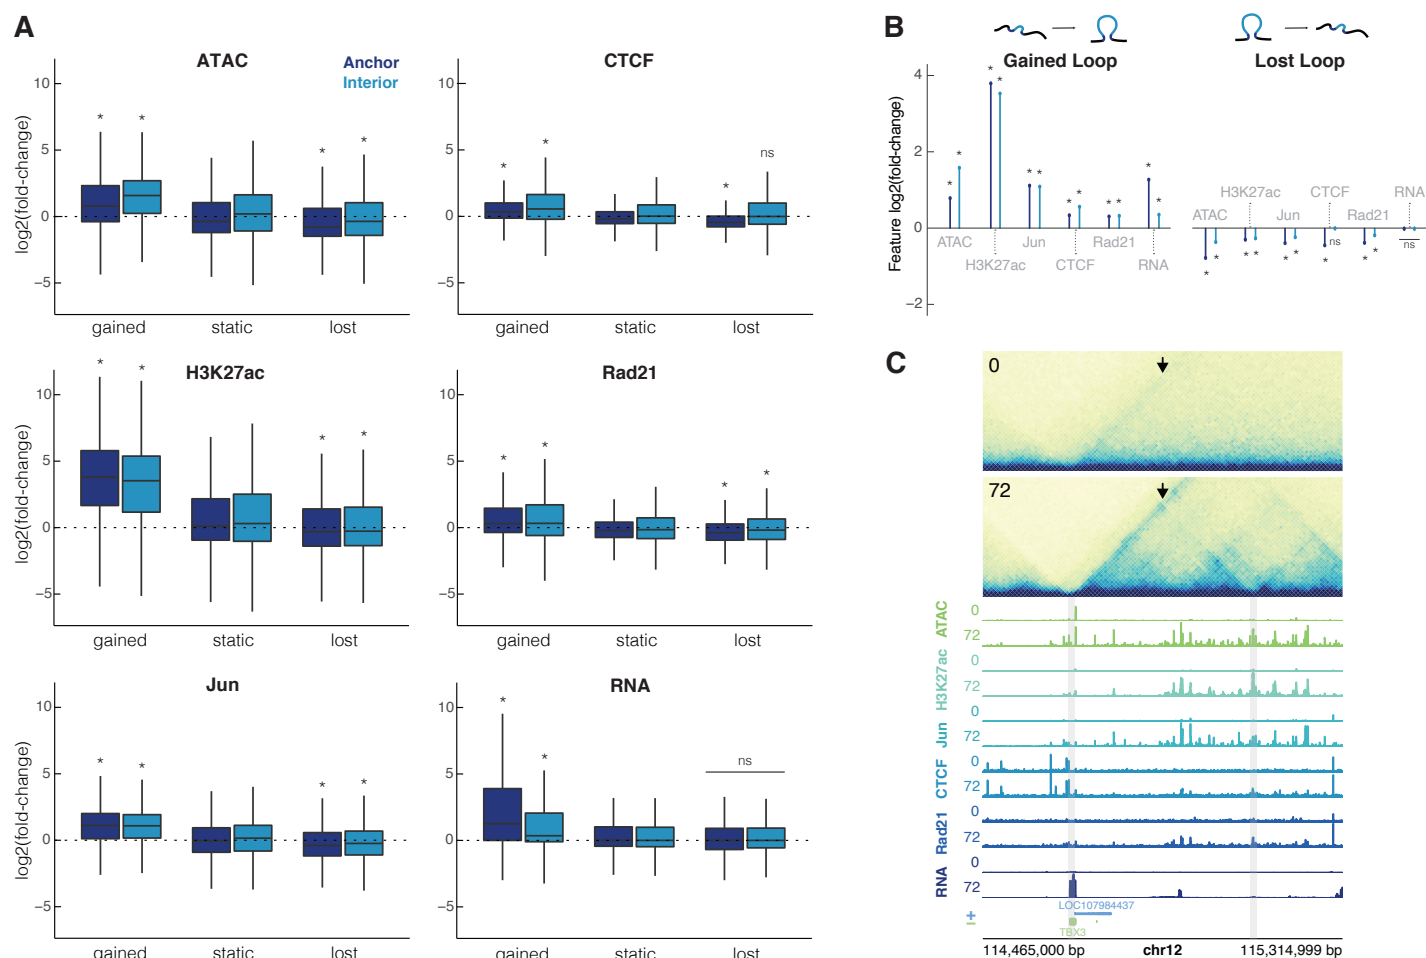 A
ATAC
Anchor
Interior
log2(fold-change)
10
5
0
−5
* * * *
gained static lost
CTCF
10
5
0
−5
* * * ns
gained static lost
H3K27ac
log2(fold-change)
10
5
0
−5
* * * *
gained static lost
Rad21
10
5
0
−5
* * * *
gained static lost
Jun
log2(fold-change)
10
5
0
−5
* * * *
gained static lost
RNA
10
5
0
−5
* * ns
gained static lost
B
Gained Loop
Lost Loop
Feature log2(fold-change)
4
2
0
−2
* * * * * * * * * * * *
ATAC Jun Rad21
H3K27ac CTCF RNA
H3K27ac CTCF RNA
ATAC Jun Rad21
* * * * * * * ns * * ns
C
0
72
ATAC
0
72
H3K27ac
0
72
Jun
0
72
CTCF
0
72
Rad21
0
72
RNA
0
72
+
−
LOC107984437
TBX3
114,465,000 bp chr12 115,314,999 bp